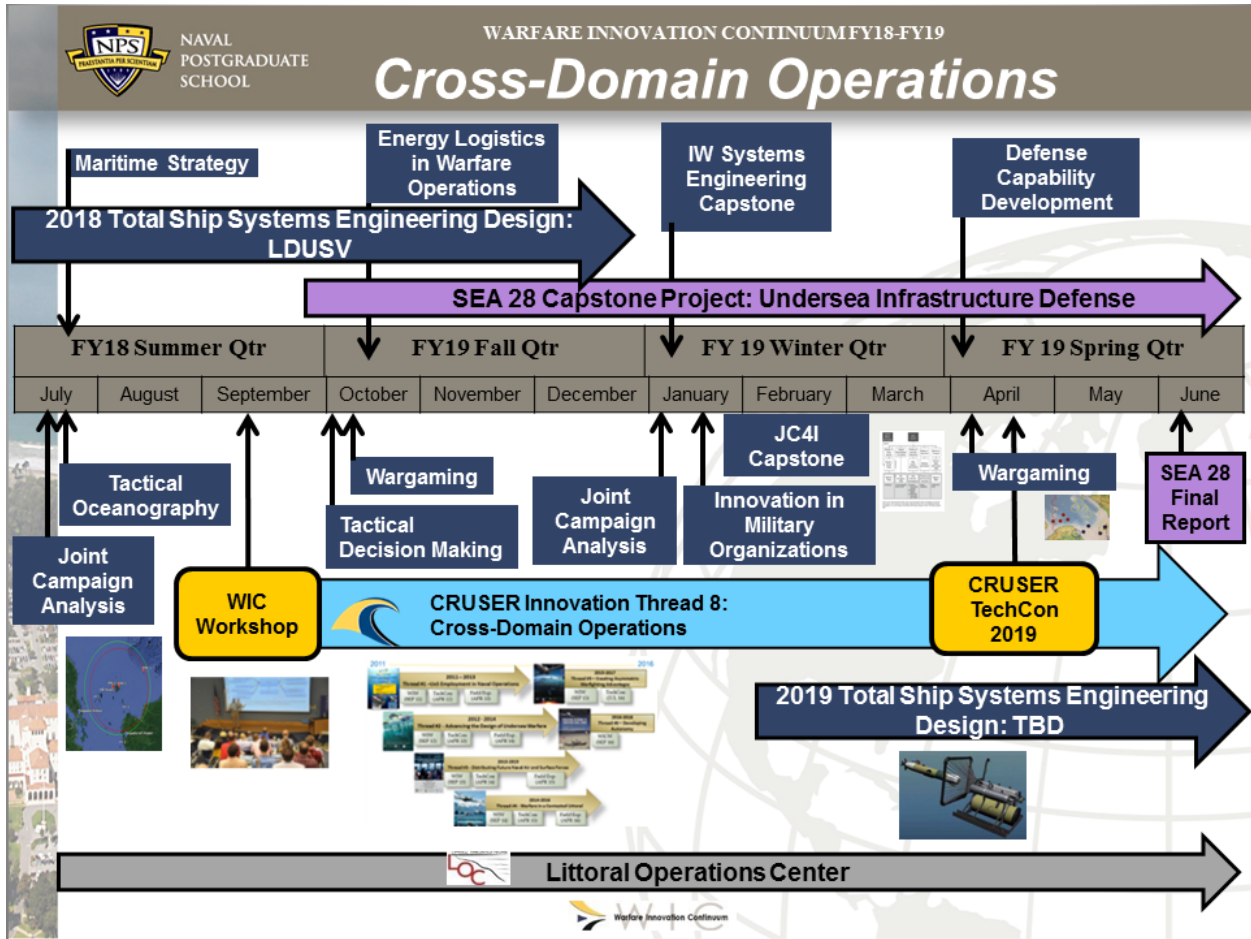 NPS
PRAESTANTIA PER SCIENTIAM
NAVAL
POSTGRADUATE
SCHOOL
WARFARE INNOVATION CONTINUUM FY18-FY19
Cross-Domain Operations
Maritime Strategy
Energy Logistics
in Warfare
Operations
IW Systems
Engineering
Capstone
Defense
Capability
Development
2018 Total Ship Systems Engineering Design:
LDUSV
SEA 28 Capstone Project: Undersea Infrastructure Defense
FY18 Summer Qtr
FY19 Fall Qtr
FY 19 Winter Qtr
FY 19 Spring Qtr
July
August
September
October
November
December
January
February
March
April
May
June
Tactical
Oceanography
Joint
Campaign
Analysis
Wargaming
Tactical
Decision Making
Joint
Campaign
Analysis
JC4I
Capstone
Innovation in
Military
Organizations
Wargaming
SEA 28
Final
Report
WIC
Workshop
CRUSER Innovation Thread 8:
Cross-Domain Operations
CRUSER
TechCon
2019
2011
2016
2019 Total Ship Systems Engineering
Design: TBD
LOC
Littoral Operations Center
WIC
Warfare Innovation Continuum